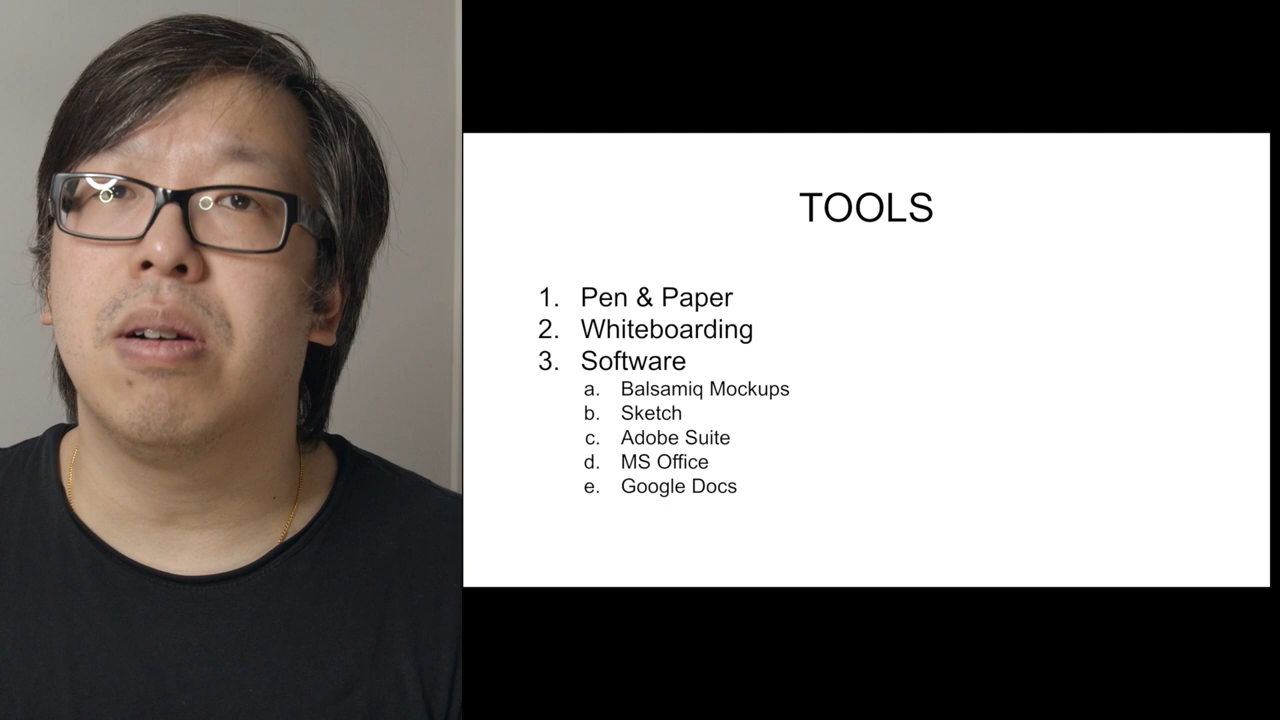 TOOLS
1. Pen & Paper
2. Whiteboarding
3. Software
a. Balsamiq Mockups
b. Sketch
c. Adobe Suite
d. MS Office
e. Google Docs